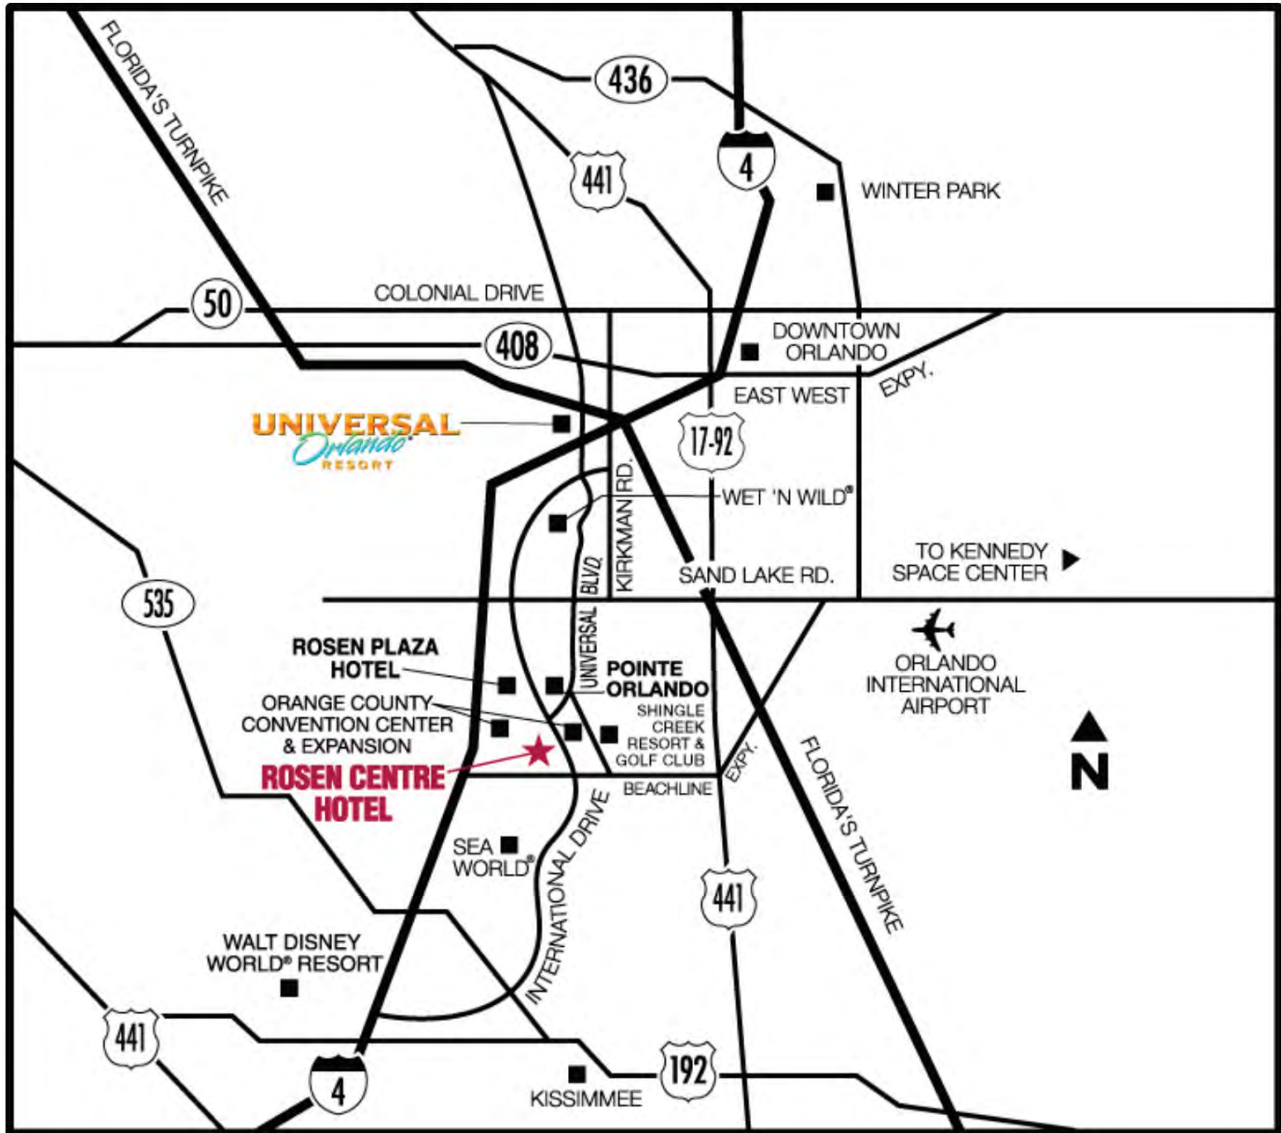 FLORIDA'S TURNPIKE
436
441
4
WINTER PARK
50
COLONIAL DRIVE
408
DOWNTOWN
ORLANDO
EXPY.
EAST WEST
UNIVERSAL
Orlando®
RESORT
17-92
KIRKMAN RD.
WET 'N WILD®
TO KENNEDY
SPACE CENTER
SAND LAKE RD.
535
UNIVERSAL BLVD.
ROSEN PLAZA
HOTEL
POINTE
ORLANDO
ORLANDO
INTERNATIONAL
AIRPORT
ORANGE COUNTY
CONVENTION CENTER
& EXPANSION
SHINGLE
CREEK
RESORT &
GOLF CLUB
ROSEN CENTRE
HOTEL
BEACHLINE
EXPY.
N
FLORIDA'S TURNPIKE
SEA
WORLD®
INTERNATIONAL DRIVE
441
WALT DISNEY
WORLD® RESORT
441
4
192
KISSIMMEE